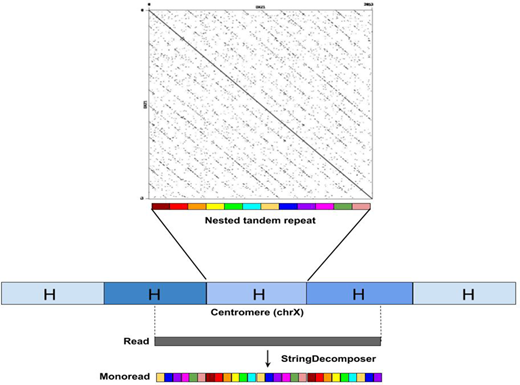 Nested tandem repeat
H H H H H
Centromere (chrX)
Read
StringDecomposer
Monoread